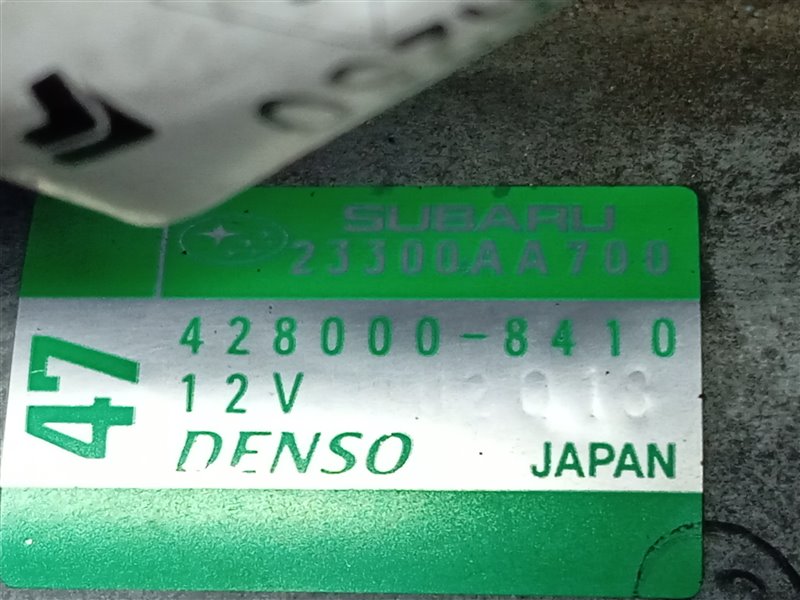 SUBARU
23300AA700
428000-8410
47
12V
DENSO JAPAN